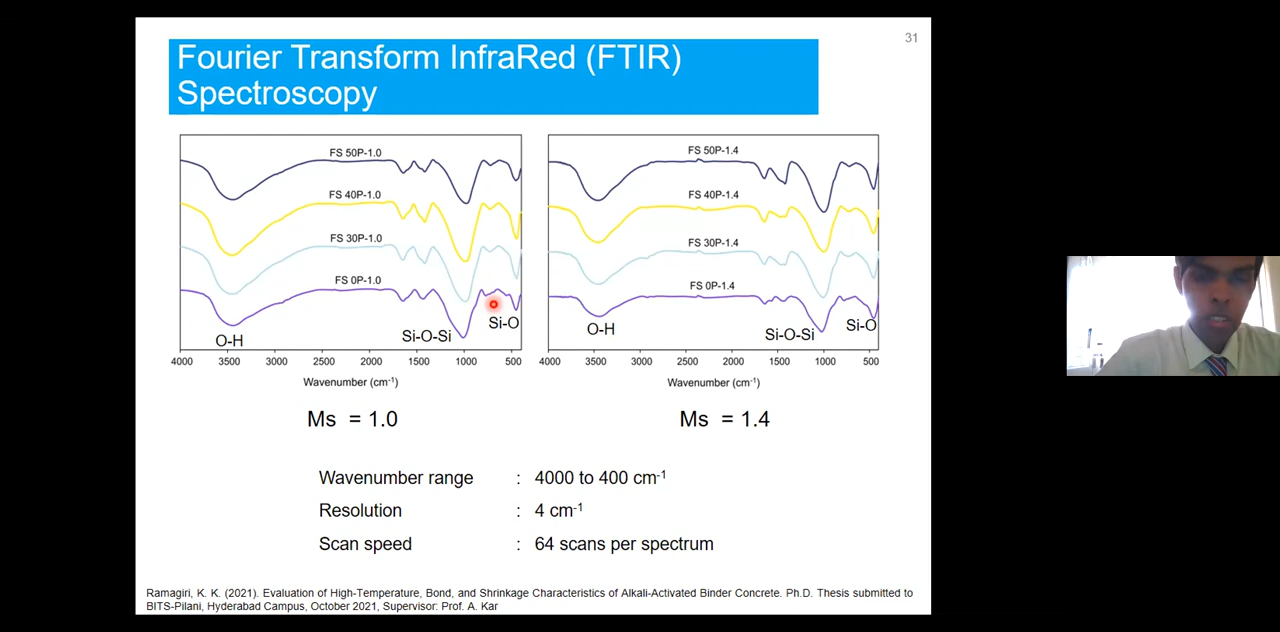 31
Fourier Transform InfraRed (FTIR)
Spectroscopy
FS 50P-1.0
FS 40P-1.0
FS 30P-1.0
FS 0P-1.0
O-H
Si-O-Si
Si-O
4000 3500 2500 2000 1500 1000 500
Wavenumber (cm⁻¹)
Ms = 1.0
FS 50P-1.4
FS 40P-1.4
FS 30P-1.4
FS 0P-1.4
O-H
Si-O-Si
Si-O
4000 3500 2500 2000 1500 1000 500
Wavenumber (cm⁻¹)
Ms = 1.4
Wavenumber range : 4000 to 400 cm⁻¹
Resolution : 4 cm⁻¹
Scan speed : 64 scans per spectrum
Ramagiri, K. K. (2021). Evaluation of High-Temperature, Bond, and Shrinkage Characteristics of Alkali-Activated Binder Concrete. Ph.D. Thesis submitted to
BITS-Pilani, Hyderabad Campus, October 2021, Supervisor: Prof. A. Kar